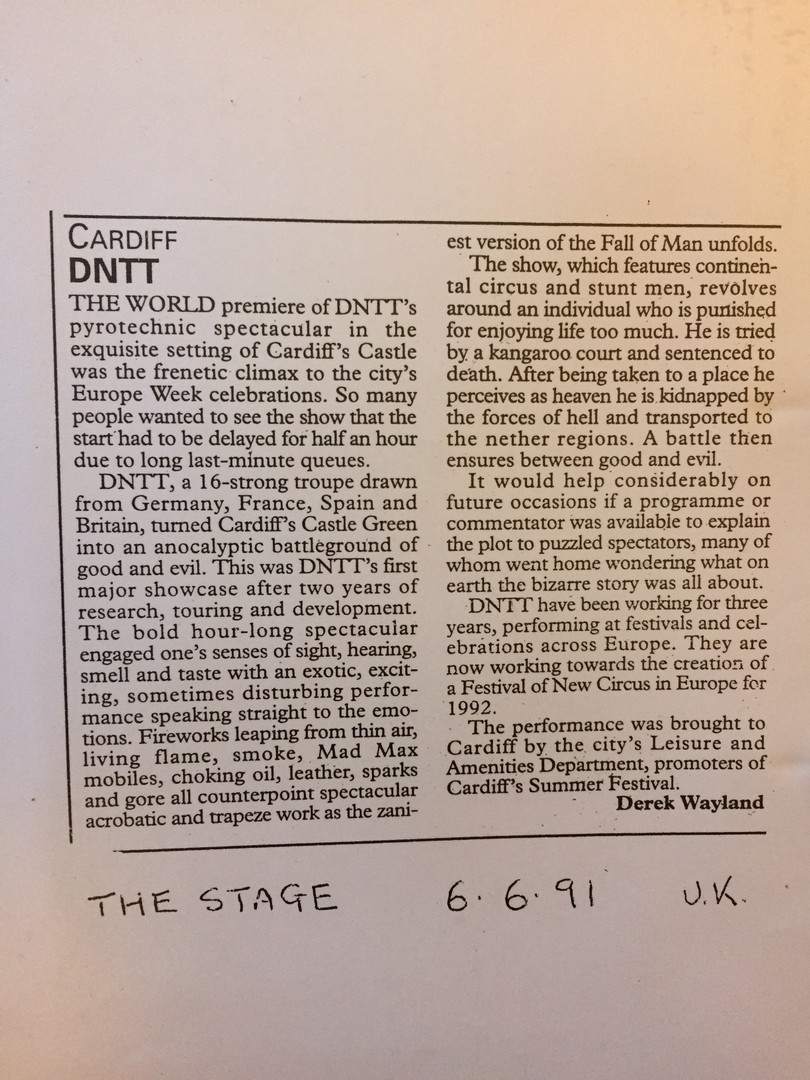 CARDIFF
DNTT
THE WORLD premiere of DNTT's
pyrotechnic spectacular in the
exquisite setting of Cardiff's Castle
was the frenetic climax to the city's
Europe Week celebrations. So many
people wanted to see the show that the
start had to be delayed for half an hour
due to long last-minute queues.
DNTT, a 16-strong troupe drawn
from Germany, France, Spain and
Britain, turned Cardiff's Castle Green
into an anocalyptic battleground of
good and evil. This was DNTT's first
major showcase after two years of
research, touring and development.
The bold hour-long spectacular
engaged one's senses of sight, hearing,
smell and taste with an exotic, excit-
ing, sometimes disturbing perfor-
mance speaking straight to the emo-
tions. Fireworks leaping from thin air,
living flame, smoke, Mad Max
mobiles, choking oil, leather, sparks
and gore all counterpoint spectacular
acrobatic and trapeze work as the zani-
est version of the Fall of Man unfolds.
The show, which features continen-
tal circus and stunt men, revolves
around an individual who is punished
for enjoying life too much. He is tried
by a kangaroo court and sentenced to
death. After being taken to a place he
perceives as heaven he is kidnapped by
the forces of hell and transported to
the nether regions. A battle then
ensures between good and evil.
It would help considerably on
future occasions if a programme or
commentator was available to explain
the plot to puzzled spectators, many of
whom went home wondering what on
earth the bizarre story was all about.
DNTT have been working for three
years, performing at festivals and cel-
ebrations across Europe. They are
now working towards the creation of
a Festival of New Circus in Europe for
1992.
The performance was brought to
Cardiff by the city's Leisure and
Amenities Department, promoters of
Cardiff's Summer Festival.
Derek Wayland
THE STAGE 6.6.91 U.K.